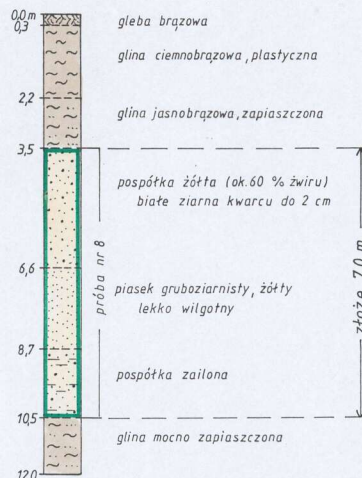 0,0 m
gleba brązowa
0,3
glina ciemnobrązowa, plastyczna
2,2
glina jasnobrązowa, zapiaszczona
3,5
pospółka żółta (ok. 60 % żwiru)
białe ziarna kwarcu do 2 cm
próba nr 8
złoże 7,0 m
6,6
piasek gruboziarnisty, żółty
lekko wilgotny
8,7
pospółka zailona
10,5
glina mocno zapiaszczona
12,0